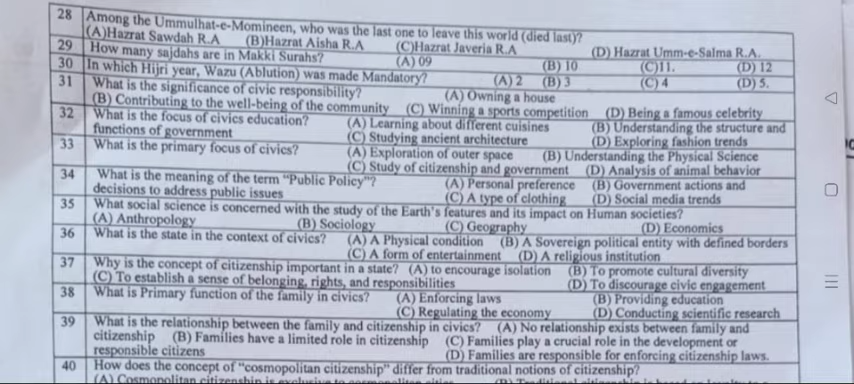 28 Among the Ummulhat-e-Momineen, who was the last one to leave this world (died last)?
(A)Hazrat Sawdah R.A (B)Hazrat Aisha R.A (C)Hazrat Javeria R.A (D) Hazrat Umm-e-Salma R.A.
29 How many sajdahs are in Makki Surahs? (A) 09 (B) 10 (C)11. (D) 12
30 In which Hijri year, Wazu (Ablution) was made Mandatory? (A) 2 (B) 3 (C) 4 (D) 5.
31 What is the significance of civic responsibility? (A) Owning a house
(B) Contributing to the well-being of the community (C) Winning a sports competition (D) Being a famous celebrity
32 What is the focus of civics education? (A) Learning about different cuisines (B) Understanding the structure and
functions of government (C) Studying ancient architecture (D) Exploring fashion trends
33 What is the primary focus of civics? (A) Exploration of outer space (B) Understanding the Physical Science
(C) Study of citizenship and government (D) Analysis of animal behavior
34 What is the meaning of the term "Public Policy"? (A) Personal preference (B) Government actions and
decisions to address public issues (C) A type of clothing (D) Social media trends
35 What social science is concerned with the study of the Earth's features and its impact on Human societies?
(A) Anthropology (B) Sociology (C) Geography (D) Economics
36 What is the state in the context of civics? (A) A Physical condition (B) A Sovereign political entity with defined borders
(C) A form of entertainment (D) A religious institution
37 Why is the concept of citizenship important in a state? (A) to encourage isolation (B) To promote cultural diversity
(C) To establish a sense of belonging, rights, and responsibilities (D) To discourage civic engagement
38 What is Primary function of the family in civics? (A) Enforcing laws (B) Providing education
(C) Regulating the economy (D) Conducting scientific research
39 What is the relationship between the family and citizenship in civics? (A) No relationship exists between family and
citizenship (B) Families have a limited role in citizenship (C) Families play a crucial role in the development or
responsible citizens (D) Families are responsible for enforcing citizenship laws.
40 How does the concept of "cosmopolitan citizenship" differ from traditional notions of citizenship?
(A) Cosmopolitan citizenship is exclusive to cosmopolitan cities (B) Traditional citizenship is based on